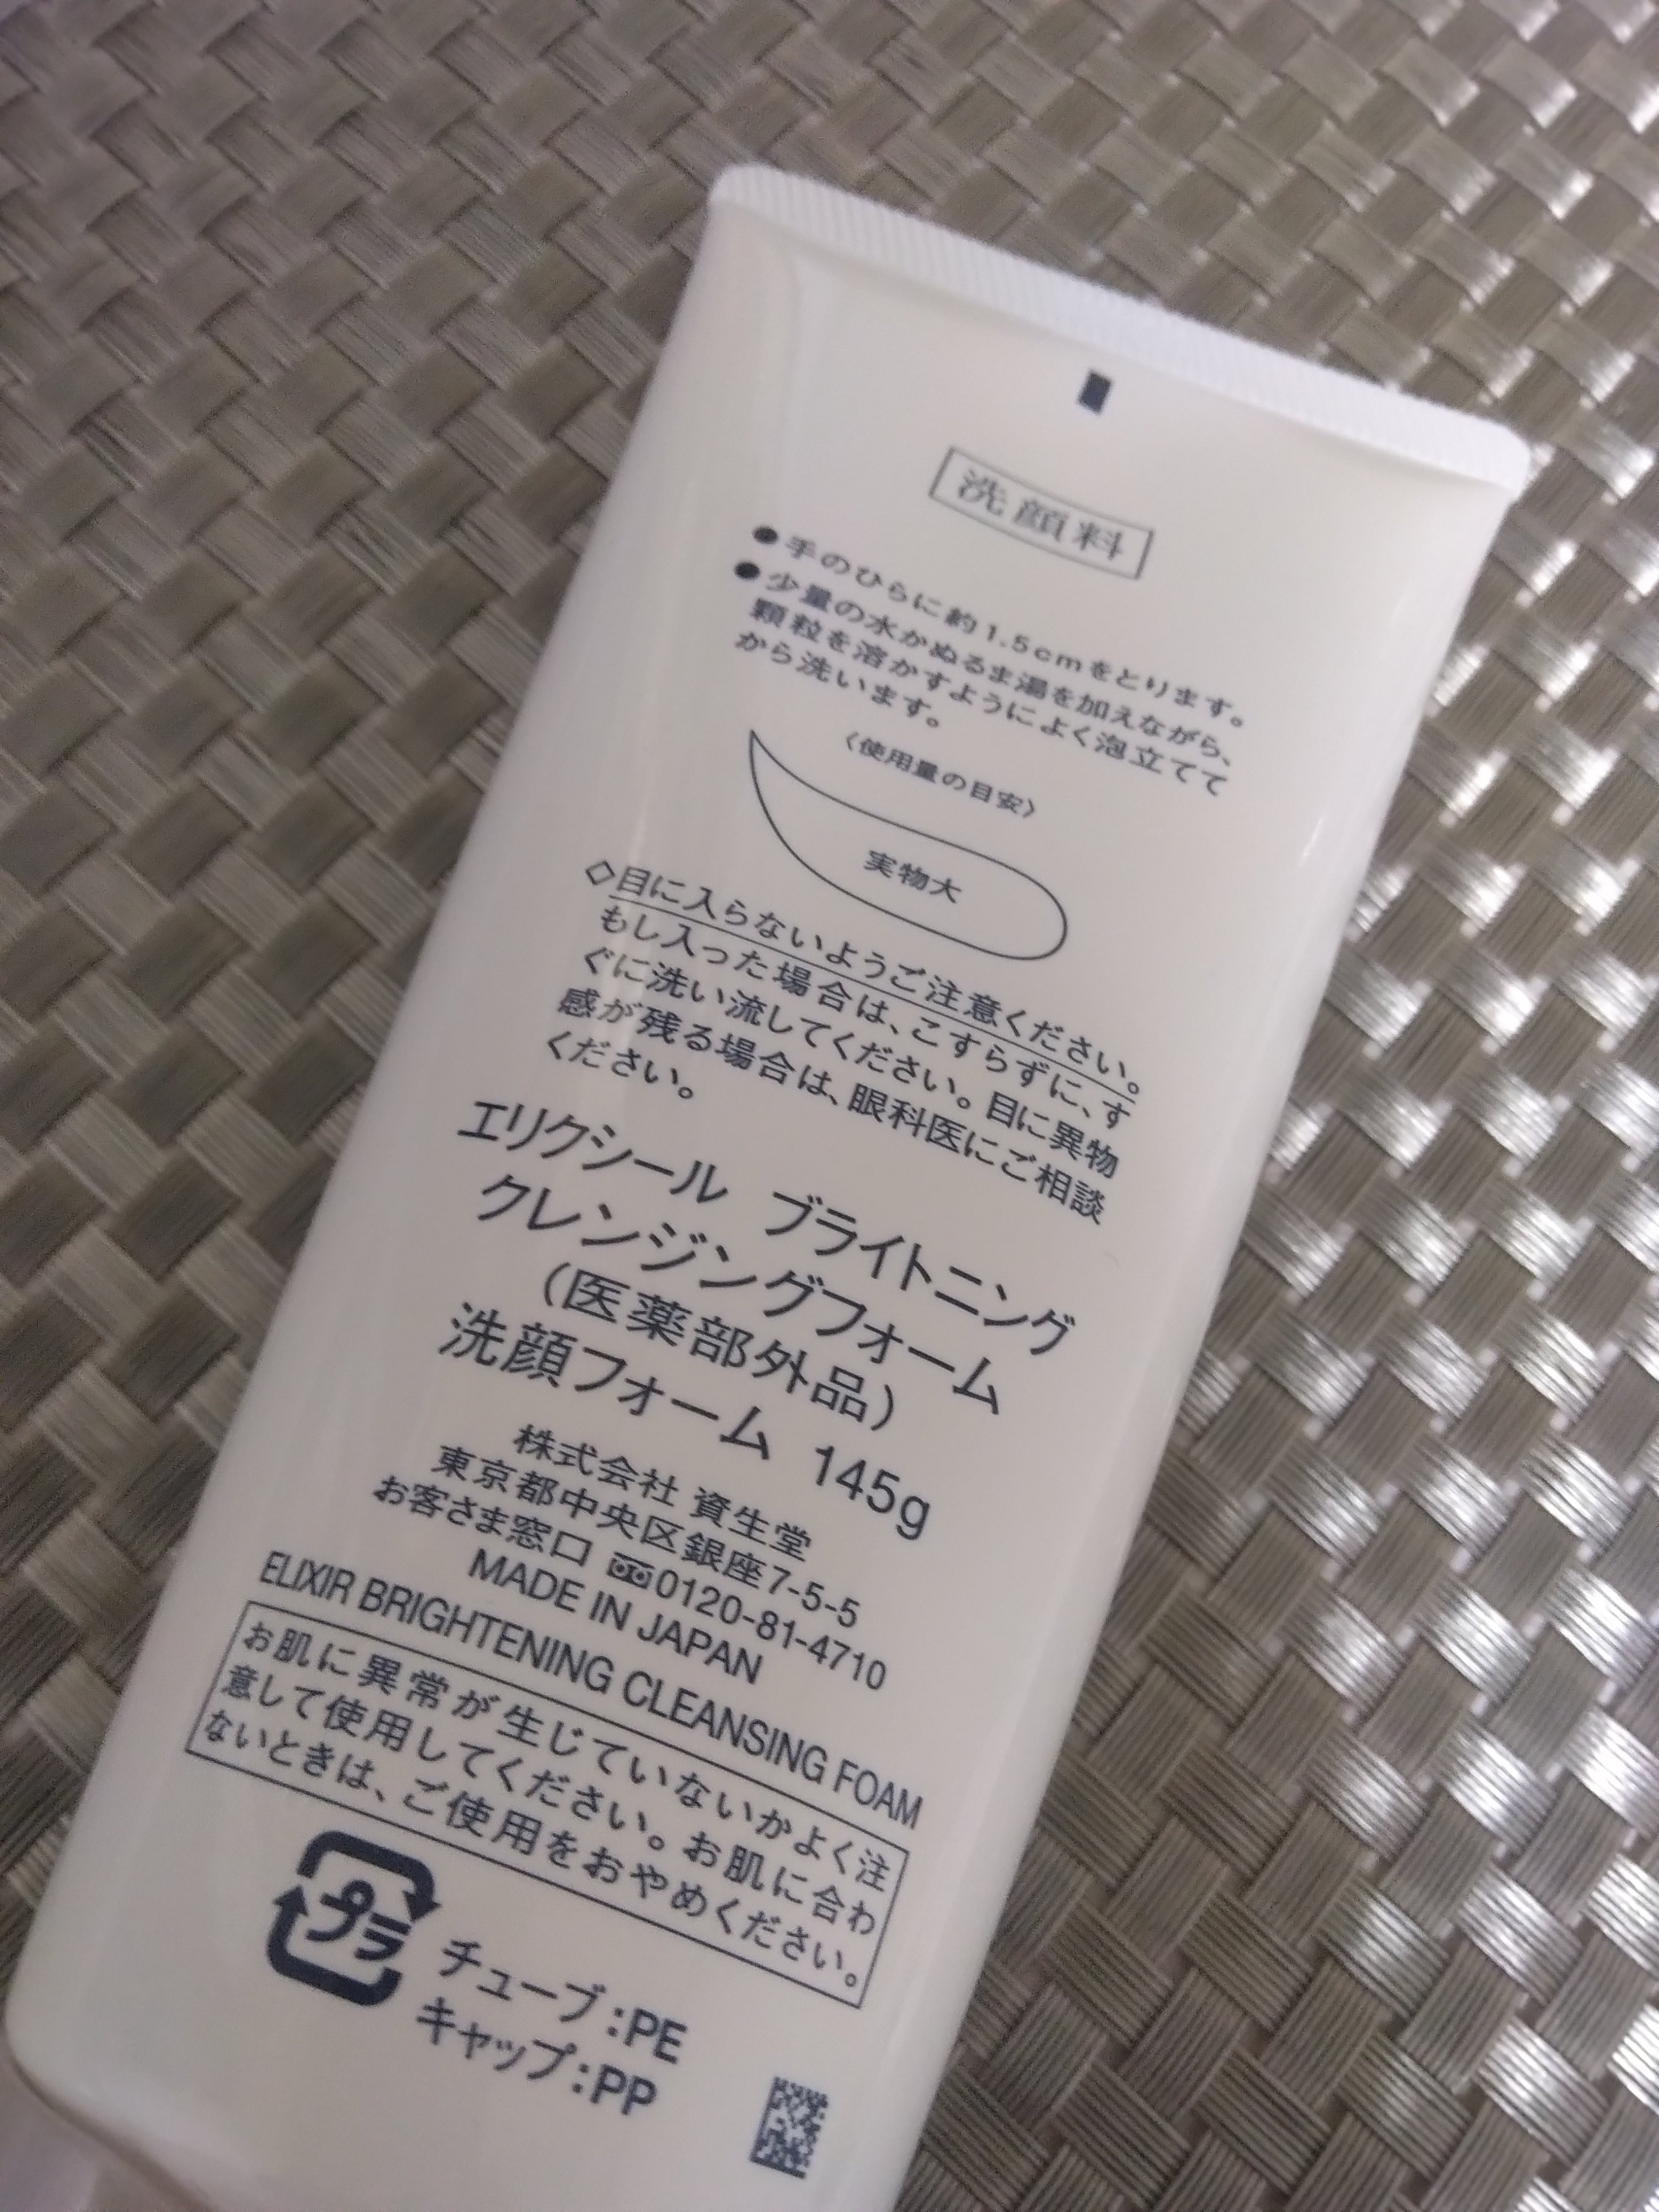 洗顔料
●手のひらに約1.5cmをとります。
●少量の水かぬるま湯を加えながら、
顆粒を溶かすようによく泡立てて
から洗います。
〈使用量の目安〉
実物大
◇目に入らないようご注意ください。
もし入った場合は、こすらずに、す
ぐに洗い流してください。目に異物
感が残る場合は、眼科医にご相談
ください。
エリクシール ブライトニング
クレンジングフォーム
(医薬部外品)
洗顔フォーム 145g
株式会社 資生堂
東京都中央区銀座7-5-5
お客さま窓口 0120-81-4710
MADE IN JAPAN
ELIXIR BRIGHTENING CLEANSING FOAM
お肌に異常が生じていないかよく注
意して使用してください。お肌に合わ
ないときは、ご使用をおやめください。
プラ
チューブ:PE
キャップ:PP